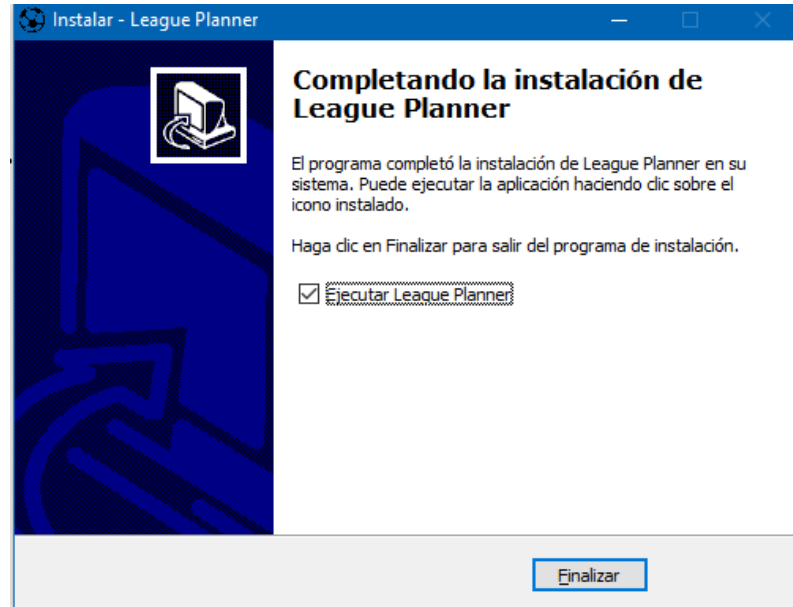 Instalar - League Planner
Completando la instalación de
League Planner
El programa completó la instalación de League Planner en su
sistema. Puede ejecutar la aplicación haciendo clic sobre el
icono instalado.
Haga clic en Finalizar para salir del programa de instalación.
Ejecutar League Planner
Finalizar